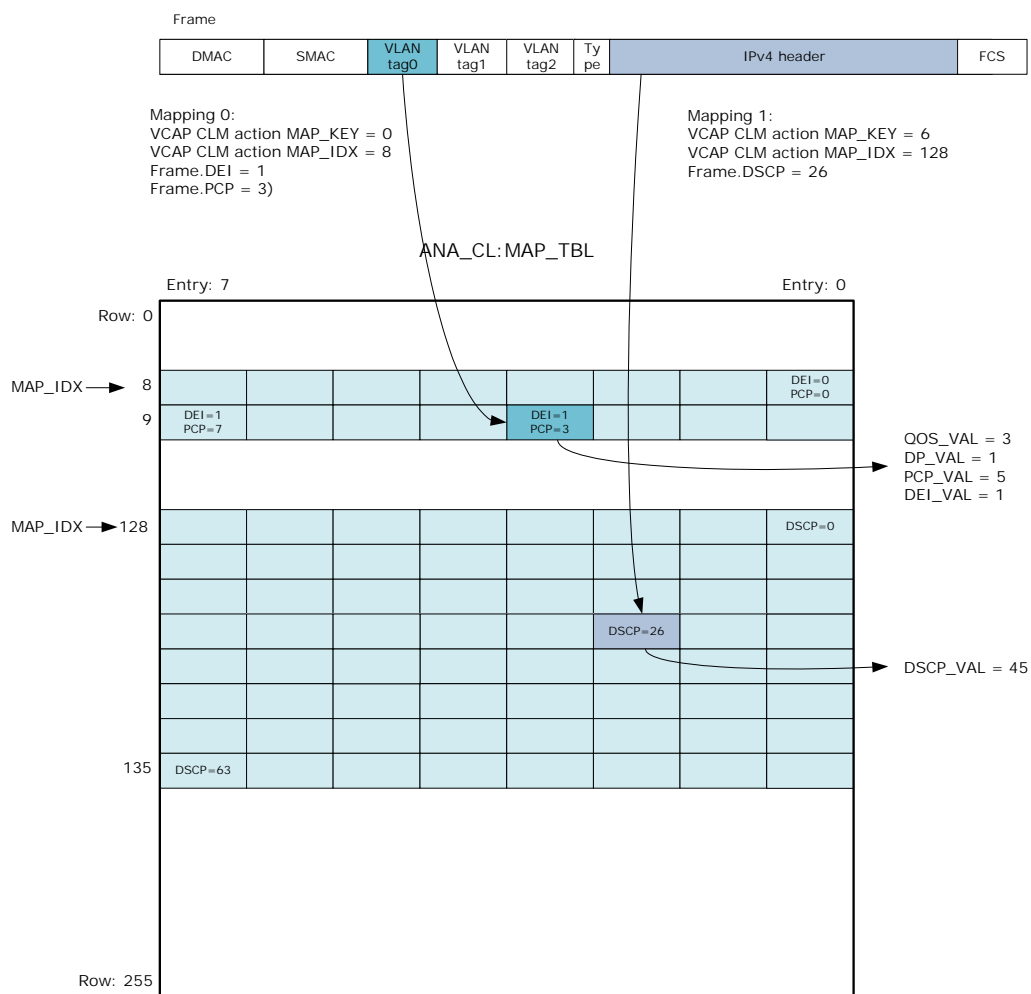 Frame
DMAC SMAC VLAN tag0 VLAN tag1 VLAN tag2 Ty pe IPv4 header FCS
Mapping 0:
VCAP CLM action MAP_KEY = 0
VCAP CLM action MAP_IDX = 8
Frame.DEI = 1
Frame.PCP = 3)
Mapping 1:
VCAP CLM action MAP_KEY = 6
VCAP CLM action MAP_IDX = 128
Frame.DSCP = 26
ANA_CL:MAP_TBL
Entry: 7 Entry: 0
Row: 0
MAP_IDX 8
DEI=0
PCP=0
9
DEI=1
PCP=7
DEI=1
PCP=3
QOS_VAL = 3
DP_VAL = 1
PCP_VAL = 5
DEI_VAL = 1
MAP_IDX 128 DSCP=0
DSCP=26
DSCP_VAL = 45
135 DSCP=63
Row: 255